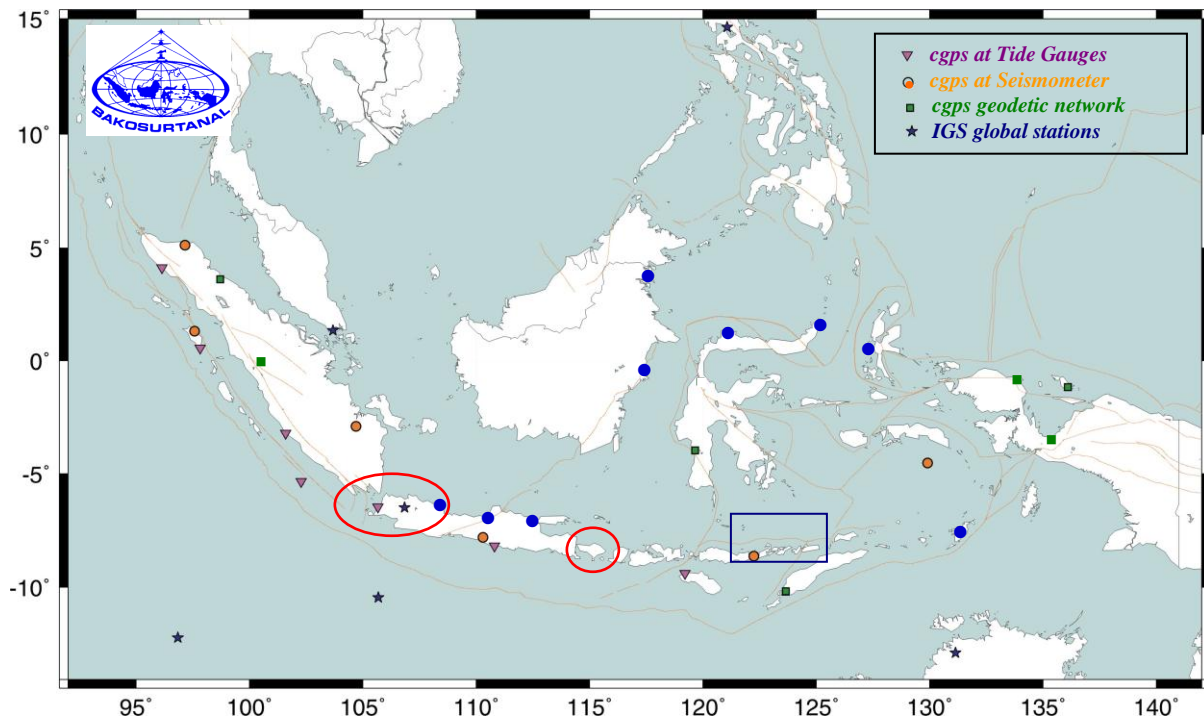 15°
10°
5°
0°
-5°
-10°
BAKOSURTANAL
cgps at Tide Gauges
cgps at Seismometer
cgps geodetic network
IGS global stations
95° 100° 105° 110° 115° 120° 125° 130° 135° 140°